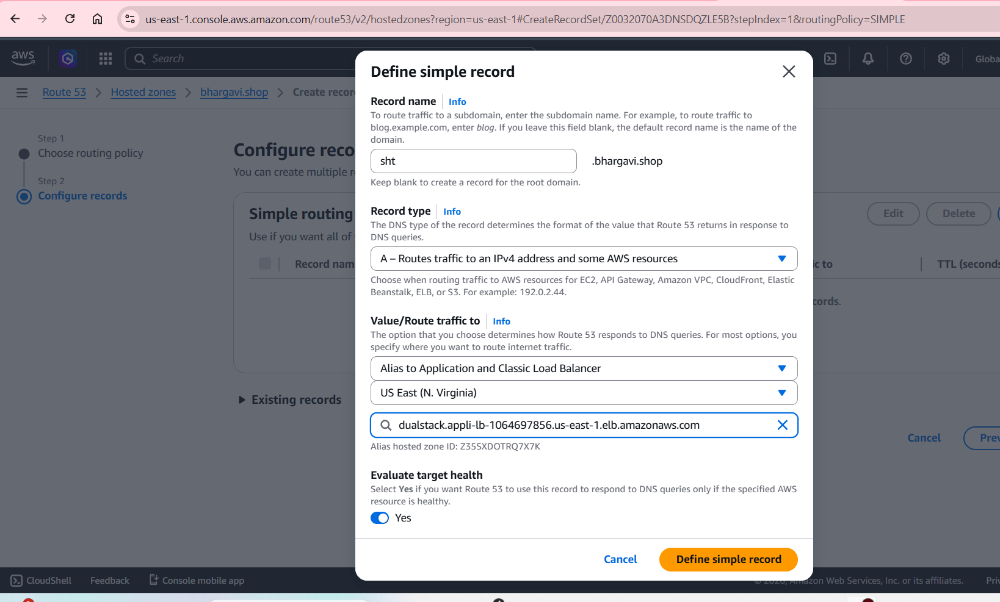 us-east-1.console.aws.amazon.com/route53/v2/hostedzones?region=us-east-1#CreateRecordSet/Z0032070A3DNSDQZLE5B?stepIndex=1&routingPolicy=SIMPLE
aws
Search
Globa
Route 53
Hosted zones
bhargavi.shop
Create recor
Step 1
Choose routing policy
Step 2
Configure records
Configure reco
You can create multiple r
Simple routing
Use if you want all of
Edit
Delete
Record nam
ic to
TTL (seconds
cords.
Existing records
Cancel
Prev
Define simple record
Record name
Info
To route traffic to a subdomain, enter the subdomain name. For example, to route traffic to
blog.example.com, enter blog. If you leave this field blank, the default record name is the name of the
domain.
sht
.bhargavi.shop
Keep blank to create a record for the root domain.
Record type
Info
The DNS type of the record determines the format of the value that Route 53 returns in response to
DNS queries.
A – Routes traffic to an IPv4 address and some AWS resources
Choose when routing traffic to AWS resources for EC2, API Gateway, Amazon VPC, CloudFront, Elastic
Beanstalk, ELB, or S3. For example: 192.0.2.44.
Value/Route traffic to
Info
The option that you choose determines how Route 53 responds to DNS queries. For most options, you
specify where you want to route internet traffic.
Alias to Application and Classic Load Balancer
US East (N. Virginia)
dualstack.appli-lb-1064697856.us-east-1.elb.amazonaws.com
Alias hosted zone ID: Z35SXDOTRQ7X7K
Evaluate target health
Select Yes if you want Route 53 to use this record to respond to DNS queries only if the specified AWS
resource is healthy.
Yes
Cancel
Define simple record
CloudShell
Feedback
Console mobile app
© 2026, Amazon Web Services, Inc. or its affiliates.
Priv